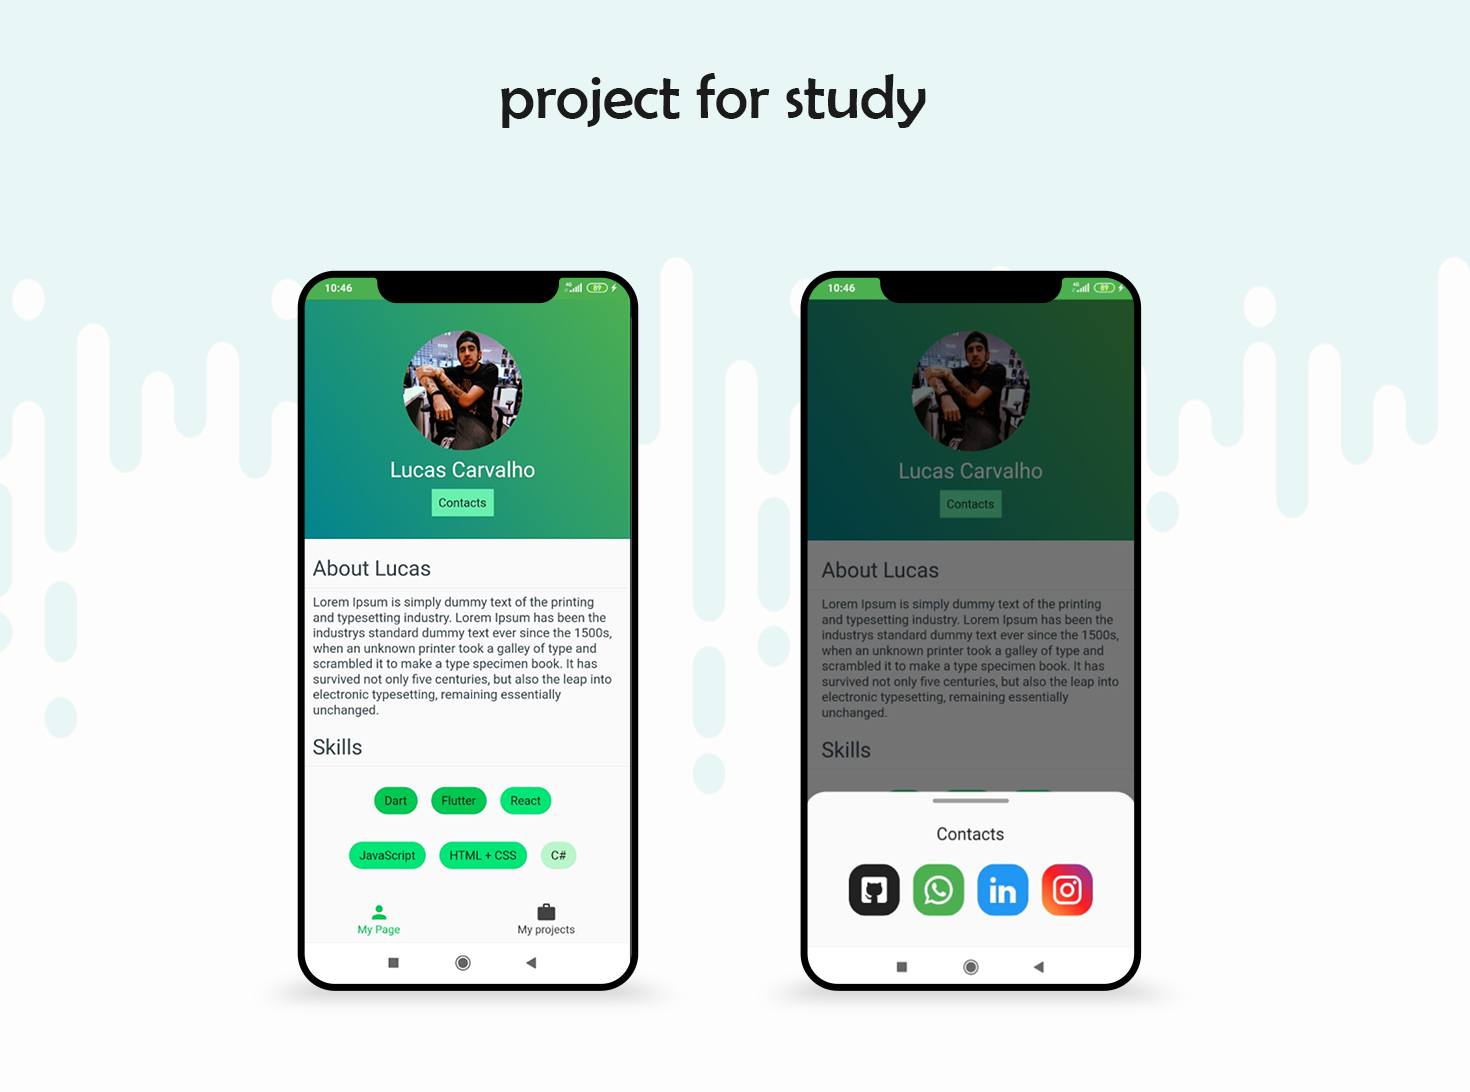 project for study
10:46
4G
89
Lucas Carvalho
Contacts
About Lucas
Lorem Ipsum is simply dummy text of the printing
and typesetting industry. Lorem Ipsum has been the
industrys standard dummy text ever since the 1500s,
when an unknown printer took a galley of type and
scrambled it to make a type specimen book. It has
survived not only five centuries, but also the leap into
electronic typesetting, remaining essentially
unchanged.
Skills
Dart
Flutter
React
JavaScript
HTML + CSS
C#
My Page
My projects
10:46
4G
89
Lucas Carvalho
Contacts
About Lucas
Lorem Ipsum is simply dummy text of the printing
and typesetting industry. Lorem Ipsum has been the
industrys standard dummy text ever since the 1500s,
when an unknown printer took a galley of type and
scrambled it to make a type specimen book. It has
survived not only five centuries, but also the leap into
electronic typesetting, remaining essentially
unchanged.
Skills
Contacts
in